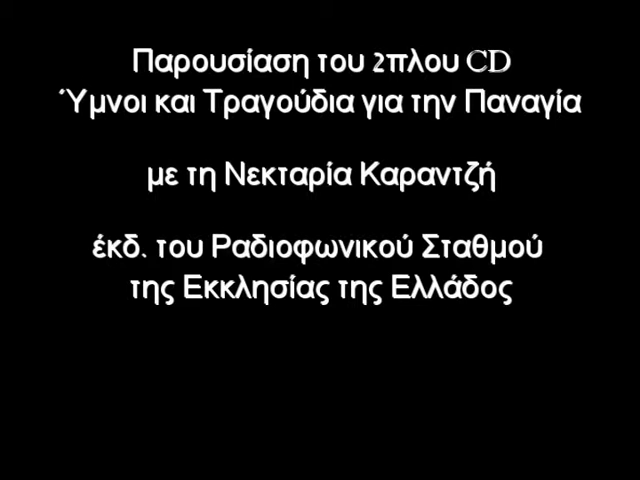 Παρουσίαση του 2πλου CD
Ύμνοι και Τραγούδια για την Παναγία
με τη Νεκταρία Καραντζή
έκδ. του Ραδιοφωνικού Σταθμού
της Εκκλησίας της Ελλάδος